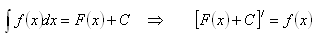 ∫ f(x)dx = F(x) + C ⇒ [F(x) + C]' = f(x)